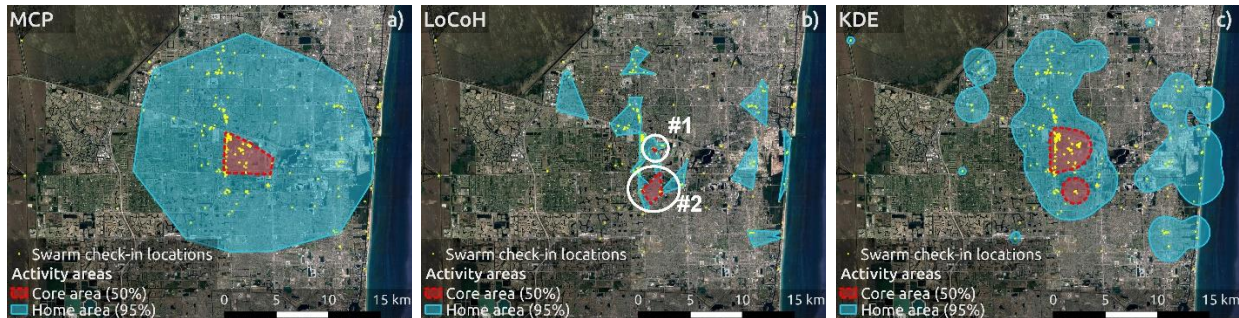 MCP
a)
Swarm check-in locations
Activity areas
Core area (50%)
Home area (95%)
0 5 10 15 km
LoCoH
b)
#1
#2
Swarm check-in locations
Activity areas
Core area (50%)
Home area (95%)
0 5 10 15 km
KDE
c)
Swarm check-in locations
Activity areas
Core area (50%)
Home area (95%)
0 5 10 15 km